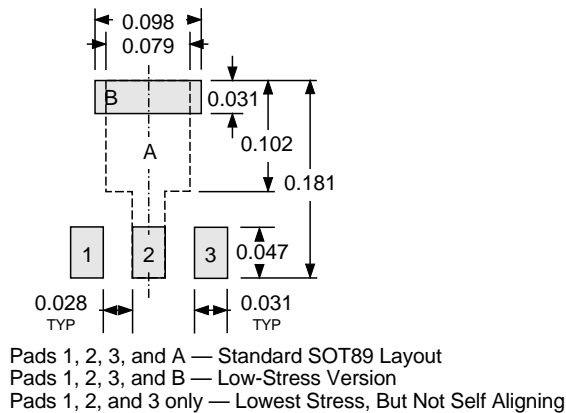 0.098
0.079
B
0.031
A
0.102
0.181
1
2
3
0.047
0.028
TYP
0.031
TYP
Pads 1, 2, 3, and A — Standard SOT89 Layout
Pads 1, 2, 3, and B — Low-Stress Version
Pads 1, 2, and 3 only — Lowest Stress, But Not Self Aligning